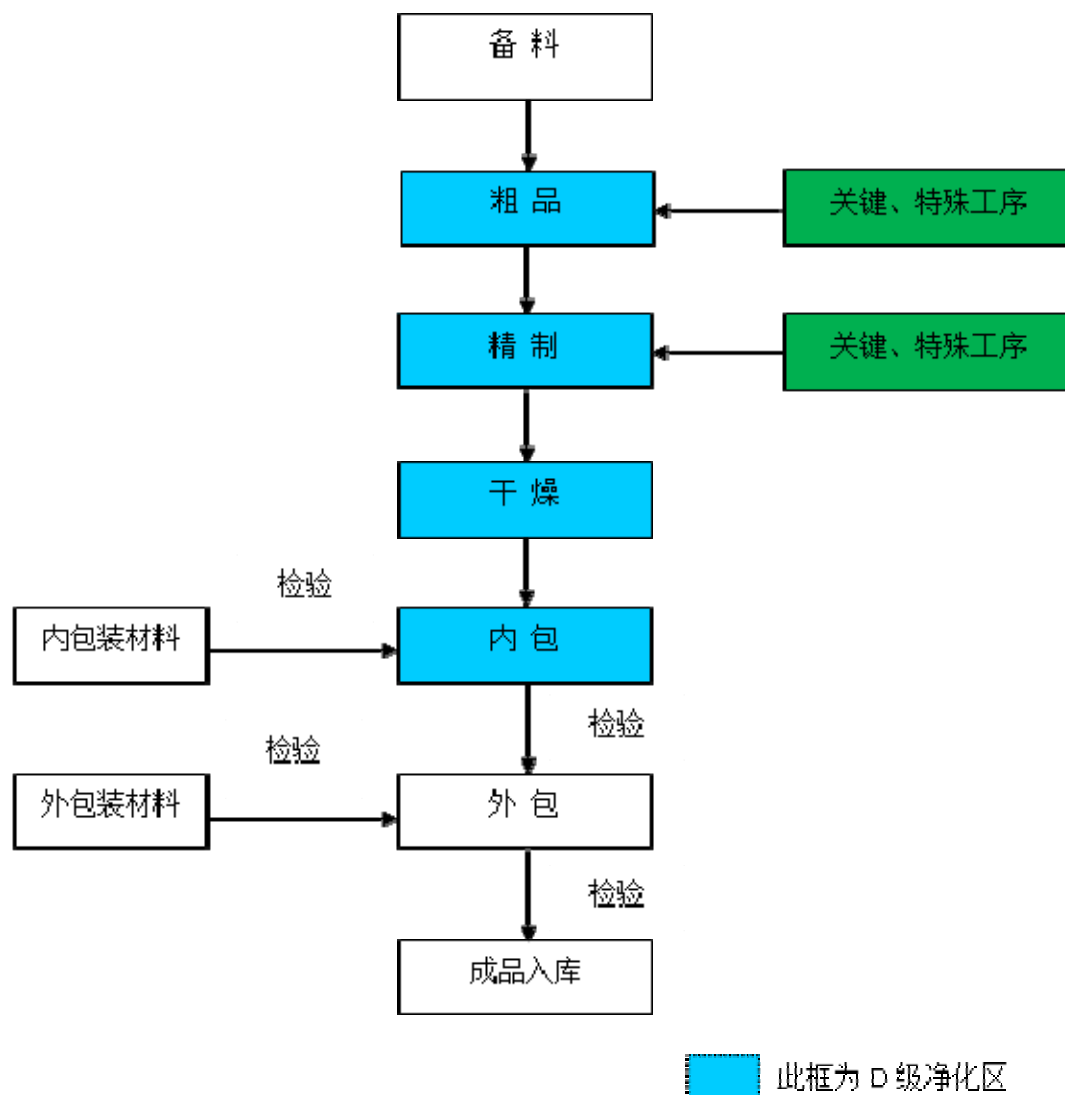 备 料
粗 品
关键、特殊工序
精 制
关键、特殊工序
干 燥
检验
内包装材料
内 包
检验
检验
外包装材料
外 包
检验
成品入库
此框为 D 级净化区